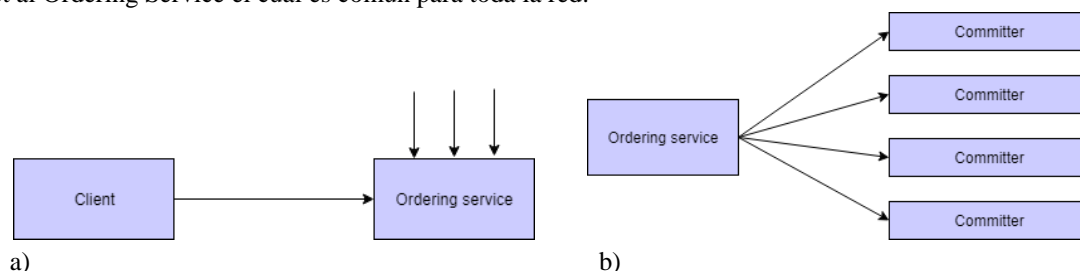 al Ordering Service el cual es común para toda la red.
Committer
Committer
Ordering service
Client
Ordering service
Committer
Committer
a)
b)